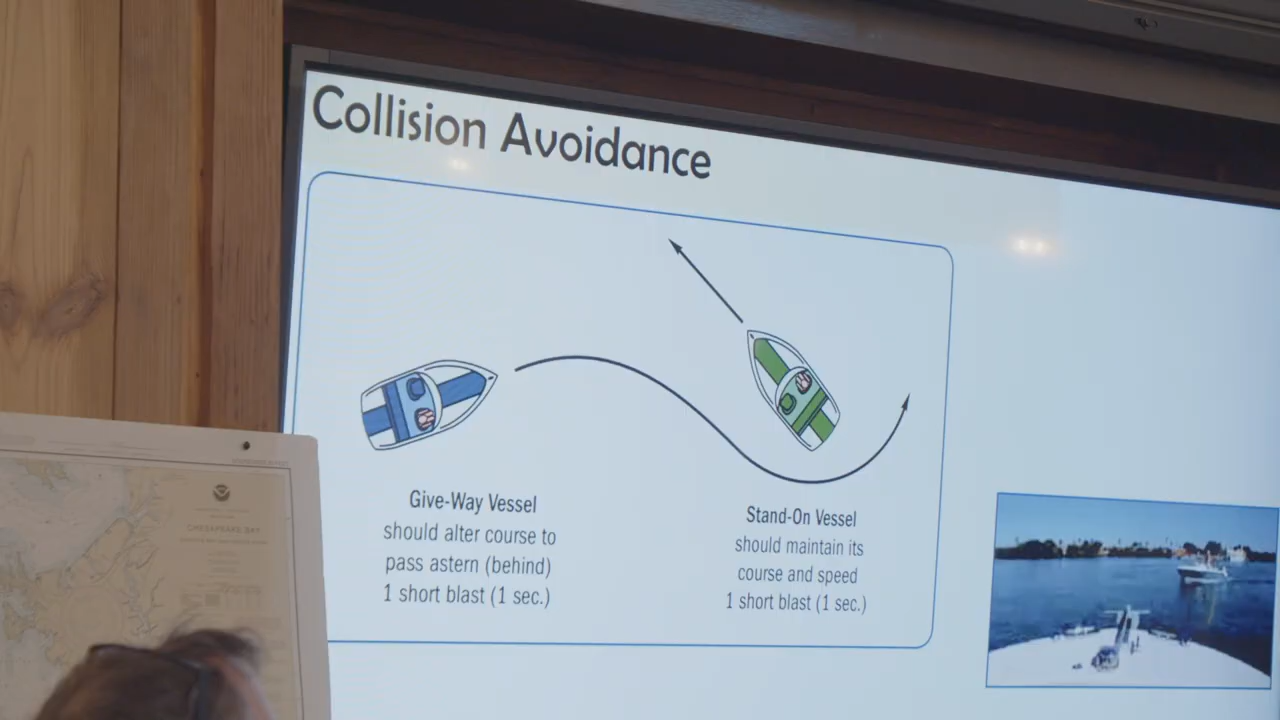 Collision Avoidance
Give-Way Vessel
should alter course to
pass astern (behind)
1 short blast (1 sec.)
Stand-On Vessel
should maintain its
course and speed
1 short blast (1 sec.)
CHESAPEAKE BAY